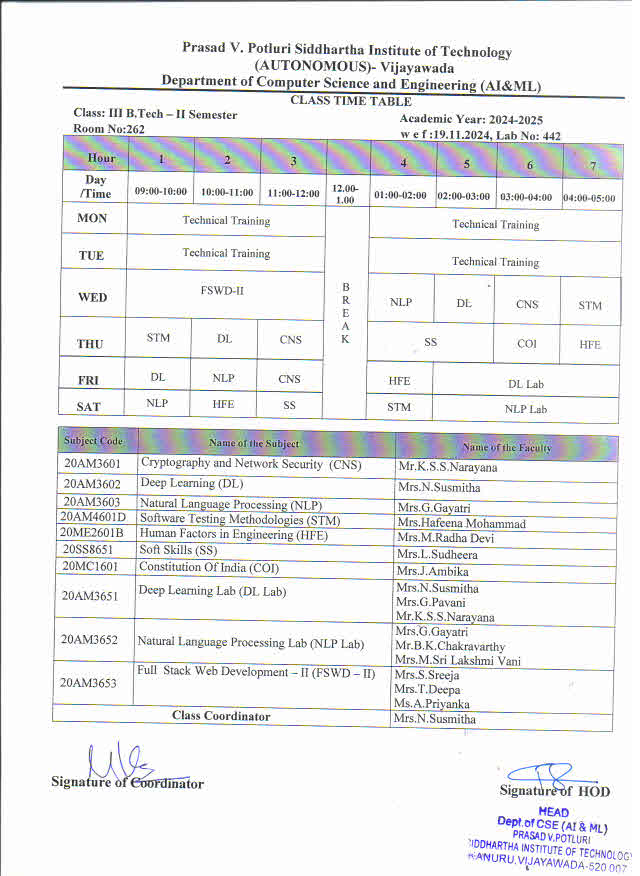 Prasad V. Potluri Siddhartha Institute of Technology
(AUTONOMOUS)- Vijayawada
Department of Computer Science and Engineering (AI&ML)
CLASS TIME TABLE
Class: III B.Tech – II Semester Academic Year: 2024-2025
Room No:262 w e f :19.11.2024, Lab No: 442
Hour 1 2 3 4 5 6 7
Day /Time 09:00-10:00 10:00-11:00 11:00-12:00 12.00-1.00 01:00-02:00 02:00-03:00 03:00-04:00 04:00-05:00
MON Technical Training Technical Training
TUE Technical Training Technical Training
WED FSWD-II BREAK NLP DL CNS STM
THU STM DL CNS SS COI HFE
FRI DL NLP CNS HFE DL Lab
SAT NLP HFE SS STM NLP Lab
Subject Code Name of the Subject Name of the Faculty
20AM3601 Cryptography and Network Security (CNS) Mr.K.S.S.Narayana
20AM3602 Deep Learning (DL) Mrs.N.Susmitha
20AM3603 Natural Language Processing (NLP) Mrs.G.Gayatri
20AM4601D Software Testing Methodologies (STM) Mrs.Hafeena Mohammad
20ME2601B Human Factors in Engineering (HFE) Mrs.M.Radha Devi
20SS8651 Soft Skills (SS) Mrs.L.Sudheera
20MC1601 Constitution Of India (COI) Mrs.J.Ambika
20AM3651 Deep Learning Lab (DL Lab) Mrs.N.Susmitha
Mrs.G.Pavani
Mr.K.S.S.Narayana
20AM3652 Natural Language Processing Lab (NLP Lab) Mrs.G.Gayatri
Mr.B.K.Chakravarthy
Mrs.M.Sri Lakshmi Vani
20AM3653 Full Stack Web Development – II (FSWD – II) Mrs.S.Sreeja
Mrs.T.Deepa
Ms.A.Priyanka
Class Coordinator Mrs.N.Susmitha
Signature of Coordinator Signature of HOD
HEAD
Dept.of CSE (AI & ML)
PRASAD V.POTLURI
SIDDHARTHA INSTITUTE OF TECHNOLOGY
KANURU, VIJAYAWADA-520 007